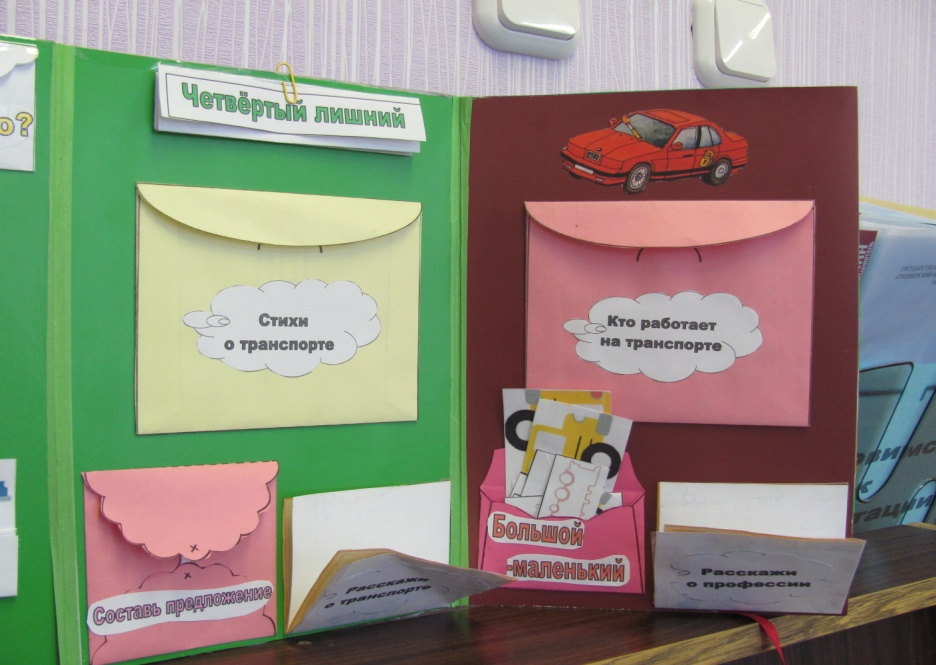 о?
Четвёртый лишний
Стихи
о транспорте
Составь предложение
Расскажи
о транспорте
Кто работает
на транспорте
Большой
-маленький
Расскажи
о профессии